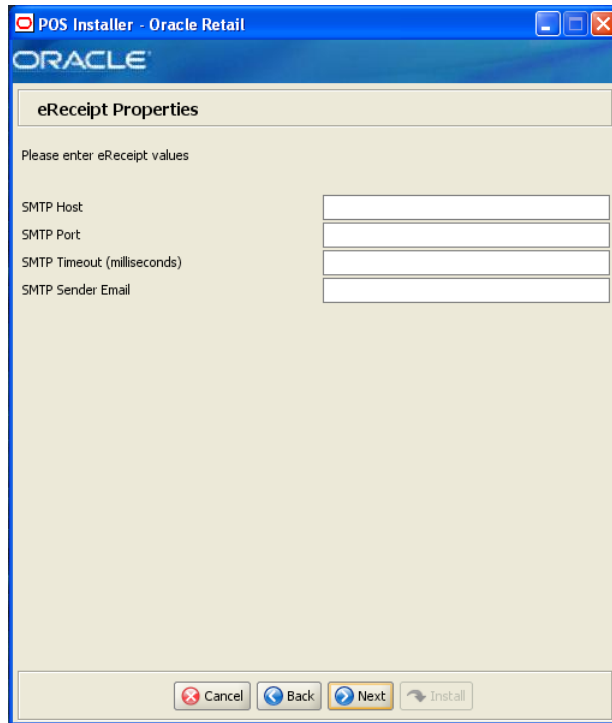 POS Installer - Oracle Retail
ORACLE
eReceipt Properties
Please enter eReceipt values
SMTP Host
SMTP Port
SMTP Timeout (milliseconds)
SMTP Sender Email
Cancel Back Next Install